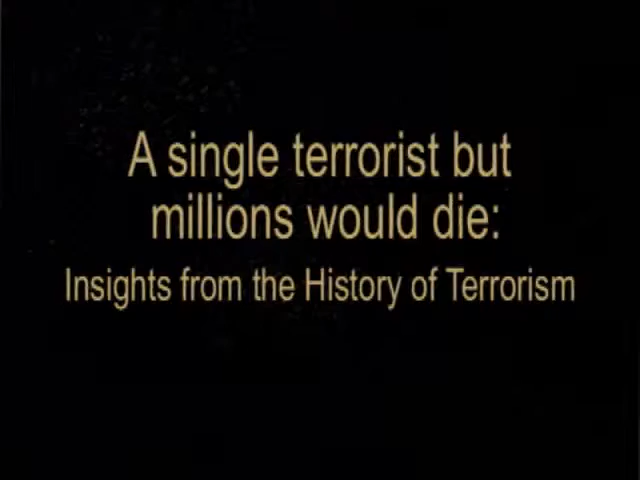 A single terrorist but
millions would die:
Insights from the History of Terrorism